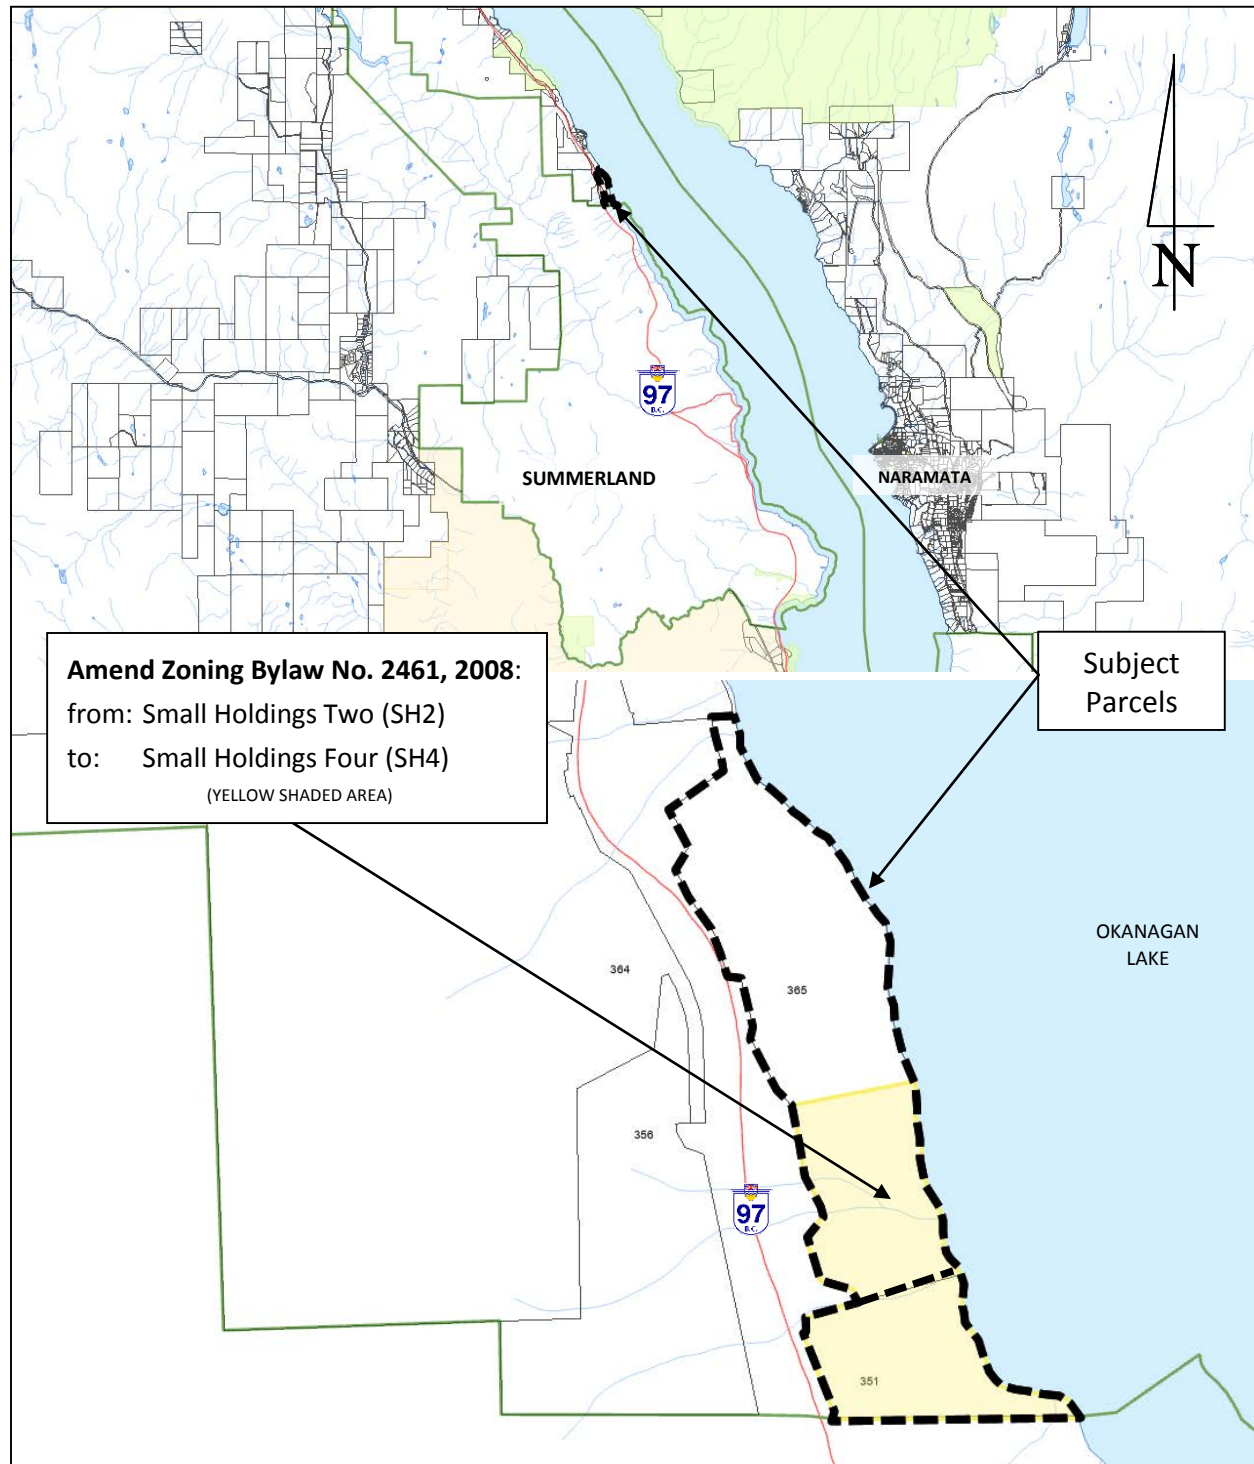 N
97
B.C.
SUMMERLAND
NARAMATA
Amend Zoning Bylaw No. 2461, 2008:
from: Small Holdings Two (SH2)
to: Small Holdings Four (SH4)
(YELLOW SHADED AREA)
Subject
Parcels
OKANAGAN
LAKE
364
365
356
97
B.C.
351